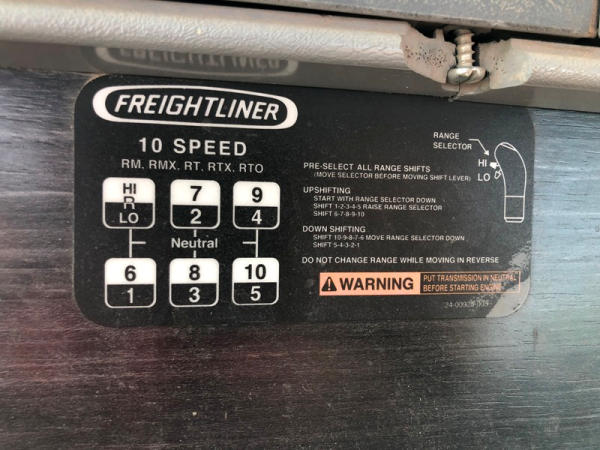 FREIGHTLINER
10 SPEED
RM, RMX, RT, RTX, RTO
HI
R
LO
7
2
9
4
Neutral
6
1
8
3
10
5
RANGE
SELECTOR
HI
LO
PRE-SELECT ALL RANGE SHIFTS
(MOVE SELECTOR BEFORE MOVING SHIFT LEVER)
UPSHIFTING
START WITH RANGE SELECTOR DOWN
SHIFT 1-2-3-4-5 RAISE RANGE SELECTOR
SHIFT 6-7-8-9-10
DOWN SHIFTING
SHIFT 10-9-8-7-6 MOVE RANGE SELECTOR DOWN
SHIFT 5-4-3-2-1
DO NOT CHANGE RANGE WHILE MOVING IN REVERSE
WARNING
PUT TRANSMISSION IN NEUTRAL
BEFORE STARTING ENGINE